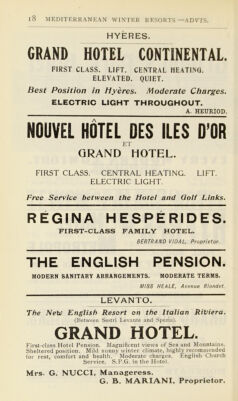 18 MEDITERRANEAN WINTER RESORTS—ADVTS.
HYÈRES.
GRAND HOTEL CONTINENTAL.
FIRST CLASS. LIFT. CENTRAL HEATING.
ELEVATED. QUIET.
Best Position in Hyères. Moderate Charges.
ELECTRIC LIGHT THROUGHOUT.
A. HEURIOD.
NOUVEL HÔTEL DES ILES D'OR
ET
GRAND HOTEL.
FIRST CLASS. CENTRAL HEATING. LIFT.
ELECTRIC LIGHT.
Free Service between the Hotel and Golf Links.
RÉGINA HESPÉRIDES.
FIRST-CLASS FAMILY HOTEL.
BERTRAND VIDAL, Proprietor.
THE ENGLISH PENSION.
MODERN SANITARY ARRANGEMENTS. MODERATE TERMS.
MISS NEALE, Avenue Riondet.
LEVANTO.
The New English Resort on the Italian Riviera.
(Between Sestri Levante and Spezia).
GRAND HOTEL.
First-class Hotel Pension. Magnificent views of Sea and Mountains.
Sheltered position. Mild sunny winter climate, highly recommended
for rest, comfort and health. Moderate charges. English Church
Service. S.P.G. in the Hotel.
Mrs. G. NUCCI, Manageress.
G. B. MARIANI, Proprietor.